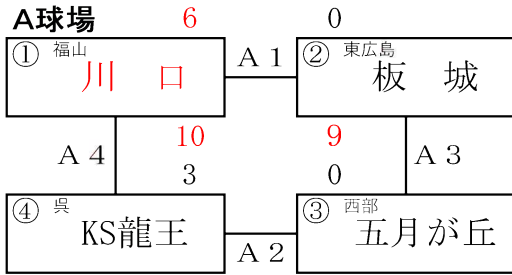 A球場 6 0
① 福山 川 口 A1 ② 東広島 板 城
A4 10 9 A3
3 0
④ 呉 KS龍王 A2 ③ 西部 五月が丘